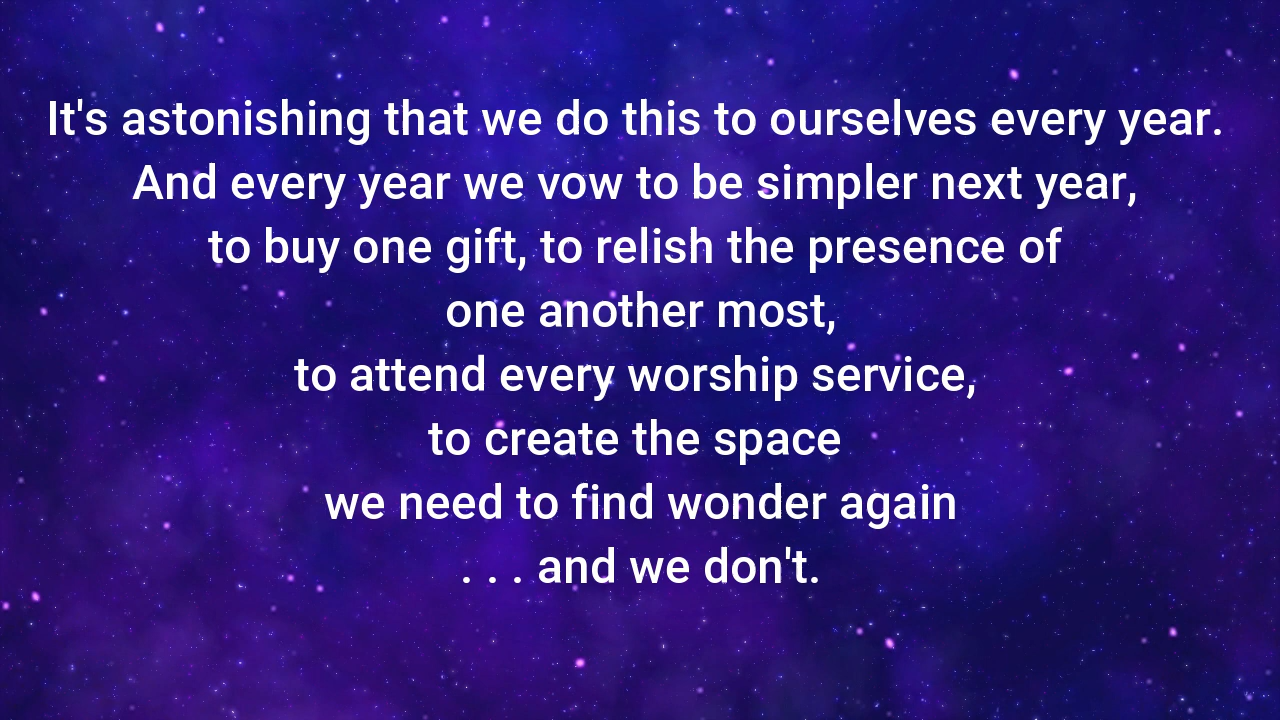 It's astonishing that we do this to ourselves every year.
And every year we vow to be simpler next year,
to buy one gift, to relish the presence of
one another most,
to attend every worship service,
to create the space
we need to find wonder again
. . . and we don't.